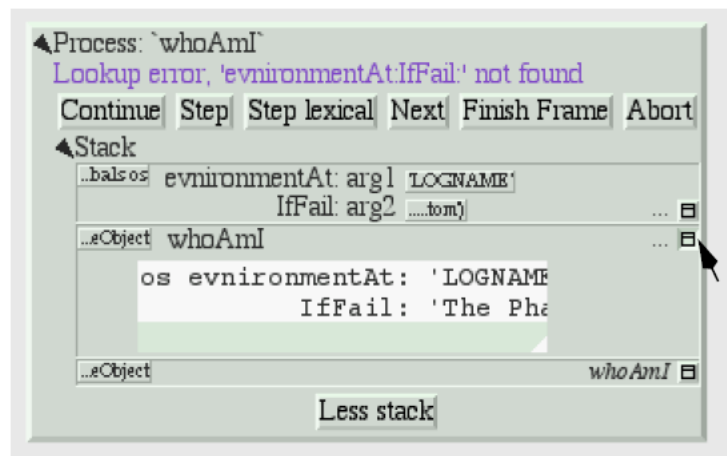 Process: `whoAmI`
Lookup error, 'evnironmentAt:IfFail:' not found
Continue Step Step lexical Next Finish Frame Abort
Stack
...bals os evnironmentAt: arg1 'LOGNAME'
IfFail: arg2 .....tom') ...
...eObject whoAmI ...
os evnironmentAt: 'LOGNAME
IfFail: 'The Pha
...eObject whoAmI
Less stack